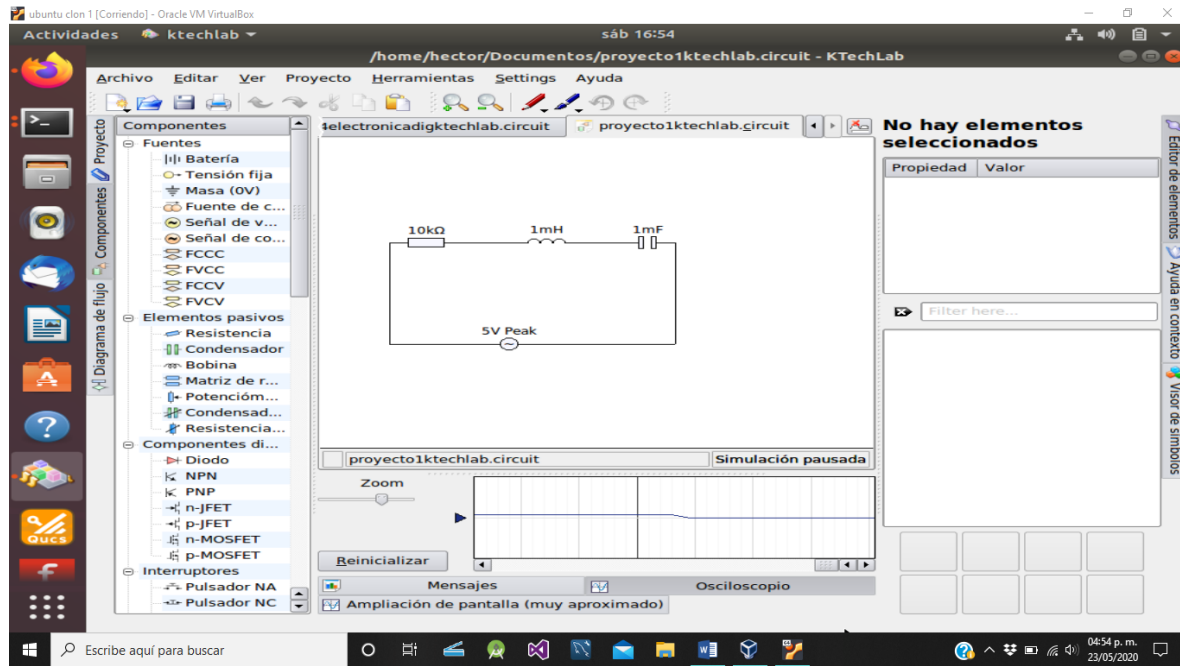 ubuntu clon 1 [Corriendo] - Oracle VM VirtualBox
Actividades ktechlab sáb 16:54
/home/hector/Documentos/proyecto1ktechlab.circuit - KTechLab
Archivo Editar Ver Proyecto Herramientas Settings Ayuda
Proyecto
Componentes
Diagrama de flujo
Componentes
Fuentes
Batería
Tensión fija
Masa (0V)
Fuente de c...
Señal de v...
Señal de co...
FCCC
FVCC
FCCV
FVCV
Elementos pasivos
Resistencia
Condensador
Bobina
Matriz de r...
Potencióm...
Condensad...
Resistencia...
Componentes di...
Diodo
NPN
PNP
n-JFET
p-JFET
n-MOSFET
p-MOSFET
Interruptores
Pulsador NA
Pulsador NC
4electronicadigktechlab.circuit proyecto1ktechlab.circuit
10kΩ 1mH 1mF
5V Peak
proyecto1ktechlab.circuit Simulación pausada
Zoom
Reinicializar
Mensajes Osciloscopio
Ampliación de pantalla (muy aproximado)
No hay elementos
seleccionados
Propiedad Valor
Filter here...
Editor de elementos
Ayuda en contexto
Visor de símbolos
Qucs
Escribe aquí para buscar
04:54 p. m.
23/05/2020